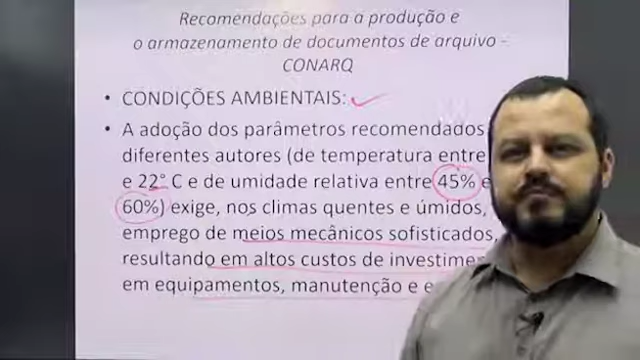 Recomendações para a produção e
o armazenamento de documentos de arquivo -
CONARQ
• CONDIÇÕES AMBIENTAIS:
• A adoção dos parâmetros recomendados
diferentes autores (de temperatura entre
e 22° C e de umidade relativa entre 45% e
60%) exige, nos climas quentes e úmidos,
emprego de meios mecânicos sofisticados,
resultando em altos custos de
em equipamentos, manutenção e